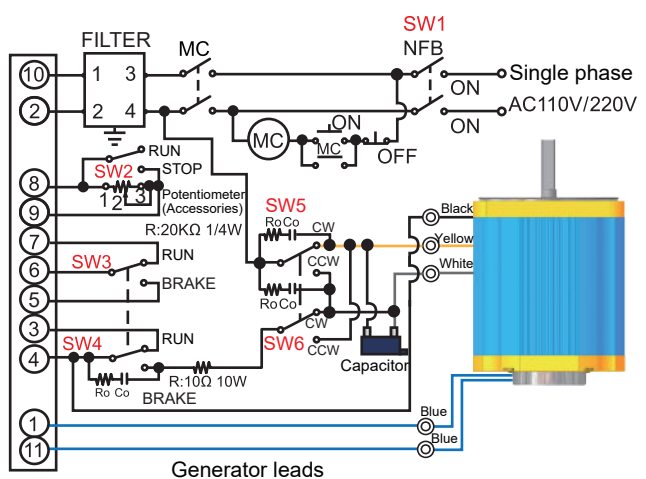 SW1
FILTER
MC
NFB
10
1
3
Single phase
ON
2
2
4
AC110V/220V
ON
MC
ON
MC
OFF
RUN
SW2
STOP
8
1
2
3
Potentiometer
(Accessories)
9
R:20KΩ 1/4W
SW5
Black
7
Ro Co
CW
RUN
Yellow
6
SW3
CCW
White
BRAKE
5
Ro Co
CW
3
RUN
SW4
SW6
CCW
4
Capacitor
R:10Ω 10W
Ro Co
BRAKE
1
Blue
11
Blue
Generator leads